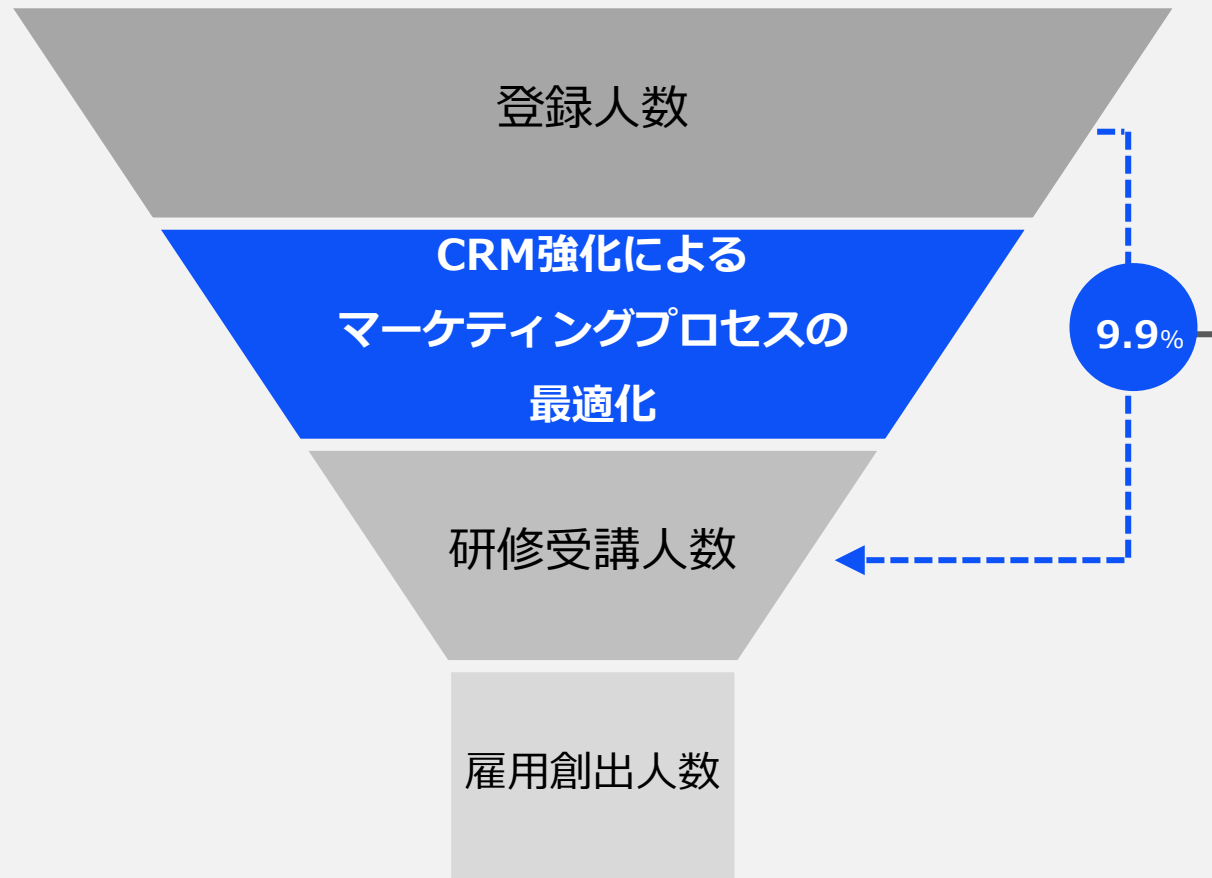 登録人数
CRM強化による
マーケティングプロセスの
最適化
9.9%
研修受講人数
雇用創出人数